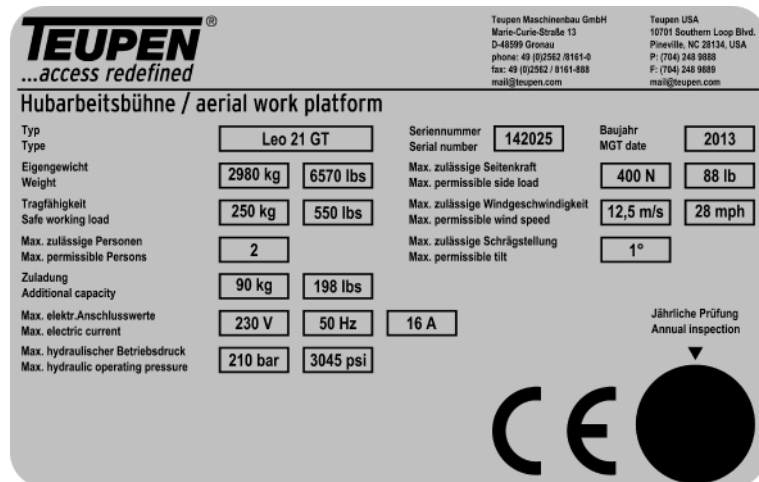 TEUPEN®
...access redefined
Teupen Maschinenbau GmbH
Marie-Curie-Straße 13
D-48599 Gronau
phone: 49 (0)2562 /8161-0
fax: 49 (0)2562 / 8161-888
mail@teupen.com
Teupen USA
10701 Southern Loop Blvd.
Pineville, NC 28134, USA
P: (704) 248 9888
F: (704) 248 9889
mail@teupen.com
Hubarbeitsbühne / aerial work platform
Typ
Type
Leo 21 GT
Seriennummer
Serial number
142025
Baujahr
MGT date
2013
Eigengewicht
Weight
2980 kg 6570 lbs
Max. zulässige Seitenkraft
Max. permissible side load
400 N 88 lb
Tragfähigkeit
Safe working load
250 kg 550 lbs
Max. zulässige Windgeschwindigkeit
Max. permissible wind speed
12,5 m/s 28 mph
Max. zulässige Personen
Max. permissible Persons
2
Max. zulässige Schrägstellung
Max. permissible tilt
1°
Zuladung
Additional capacity
90 kg 198 lbs
Max. elektr.Anschlusswerte
Max. electric current
230 V 50 Hz 16 A
Max. hydraulischer Betriebsdruck
Max. hydraulic operating pressure
210 bar 3045 psi
Jährliche Prüfung
Annual inspection
CE